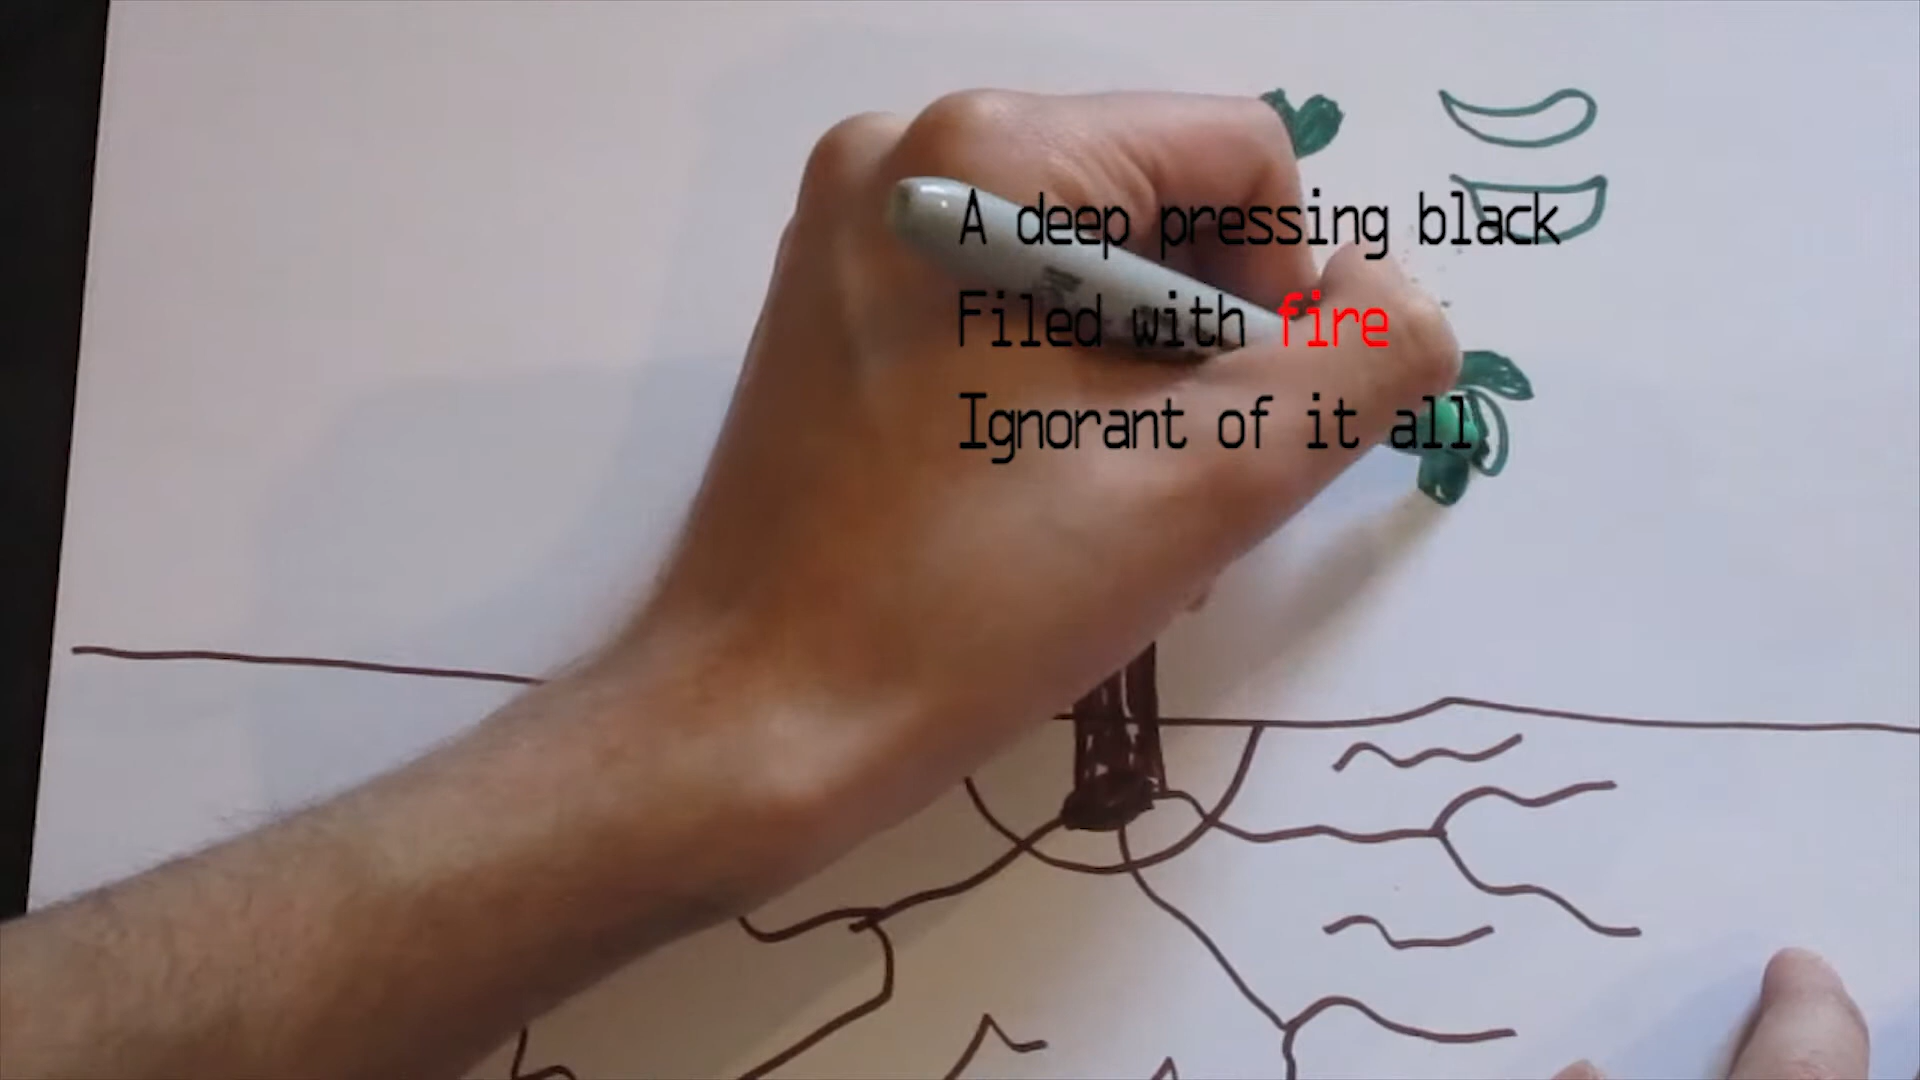 A deep pressing black
Filed with fire
Ignorant of it all